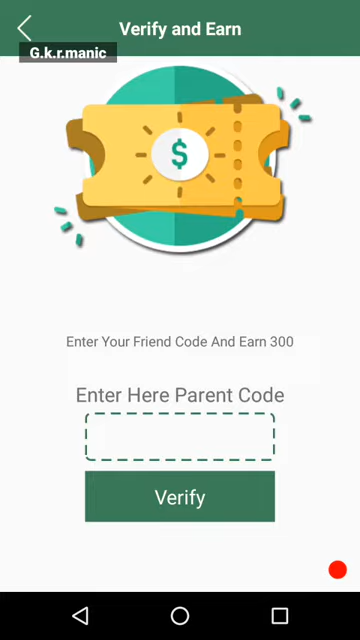 Verify and Earn
G.k.r.manic
$
Enter Your Friend Code And Earn 300
Enter Here Parent Code
Verify